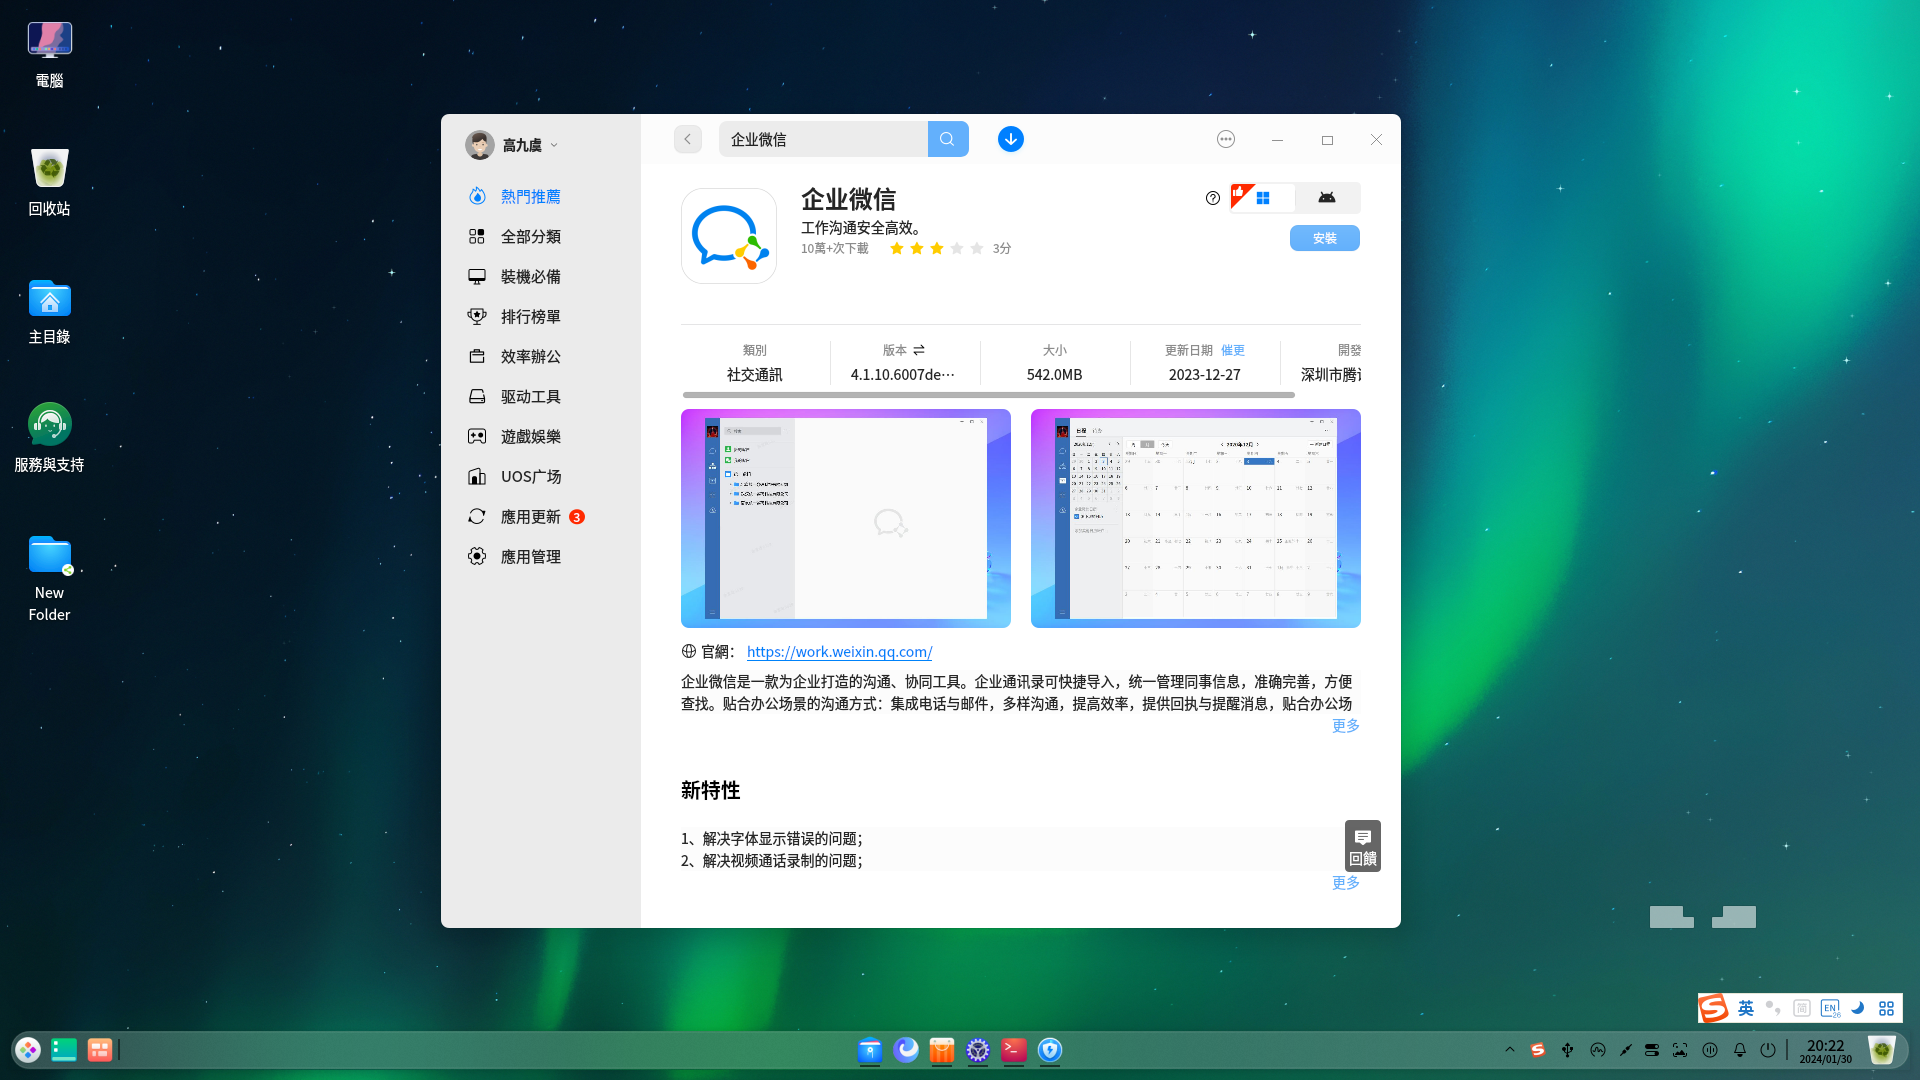 電腦
回收站
主目錄
服務與支持
New
Folder
高九虞
熱門推薦
全部分類
裝機必備
排行榜單
效率辦公
驱动工具
遊戲娛樂
UOS广场
應用更新 3
應用管理
企业微信
企业微信
工作沟通安全高效。
10萬+次下載 3分
安裝
類別
社交通訊
版本
4.1.10.6007de···
大小
542.0MB
更新日期 催更
2023-12-27
開發
深圳市腾
官網：
https://work.weixin.qq.com/
企业微信是一款为企业打造的沟通、协同工具。企业通讯录可快捷导入，统一管理同事信息，准确完善，方便
查找。贴合办公场景的沟通方式：集成电话与邮件，多样沟通，提高效率，提供回执与提醒消息，贴合办公场
更多
新特性
1、解决字体显示错误的问题；
2、解决视频通话录制的问题；
更多
回饋
英 简 EN 26
20:22
2024/01/30